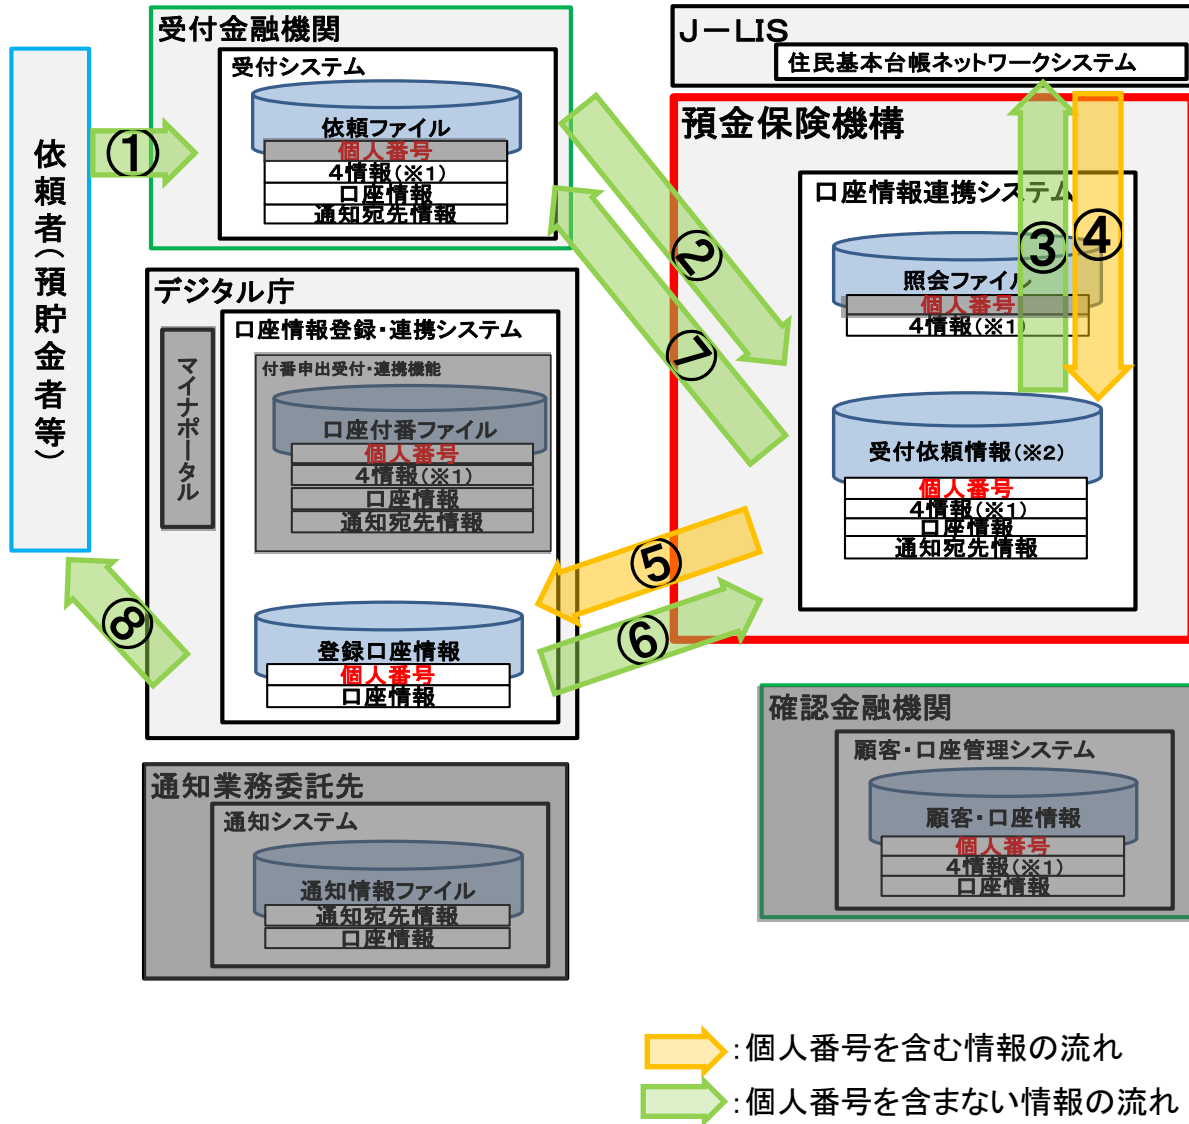 受付金融機関
受付システム
依頼ファイル
個人番号
4情報(※1)
口座情報
通知宛先情報
J－LIS
住民基本台帳ネットワークシステム
預金保険機構
口座情報連携システム
照会ファイル
個人番号
4情報(※1)
受付依頼情報(※2)
個人番号
4情報(※1)
口座情報
通知宛先情報
依頼者(預貯金者等)
①
②
③
④
⑤
⑥
⑦
⑧
デジタル庁
マイナポータル
口座情報登録・連携システム
付番申出受付・連携機能
口座付番ファイル
個人番号
4情報(※1)
口座情報
通知宛先情報
登録口座情報
個人番号
口座情報
通知業務委託先
通知システム
通知情報ファイル
通知宛先情報
口座情報
確認金融機関
顧客・口座管理システム
顧客・口座情報
個人番号
4情報(※1)
口座情報
：個人番号を含む情報の流れ
：個人番号を含まない情報の流れ